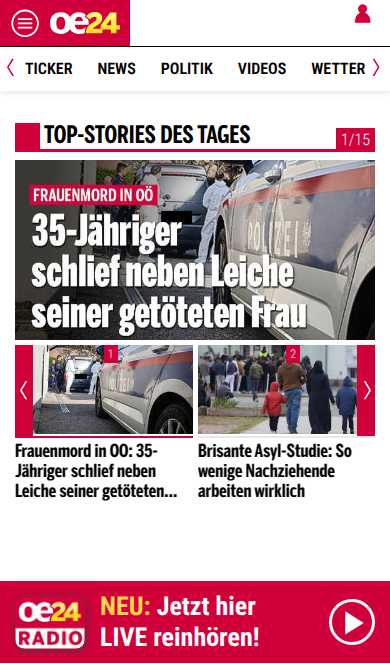 oe24
TICKER NEWS POLITIK VIDEOS WETTER
TOP-STORIES DES TAGES
1/15
FRAUENMORD IN OÖ
35-Jähriger
schlief neben Leiche
seiner getöteten Frau
POLIZEI
1
2
Frauenmord in OÖ: 35-
Jähriger schlief neben
Leiche seiner getöteten...
Brisante Asyl-Studie: So
wenige Nachziehende
arbeiten wirklich
oe24
RADIO
NEU: Jetzt hier
LIVE reinhören!